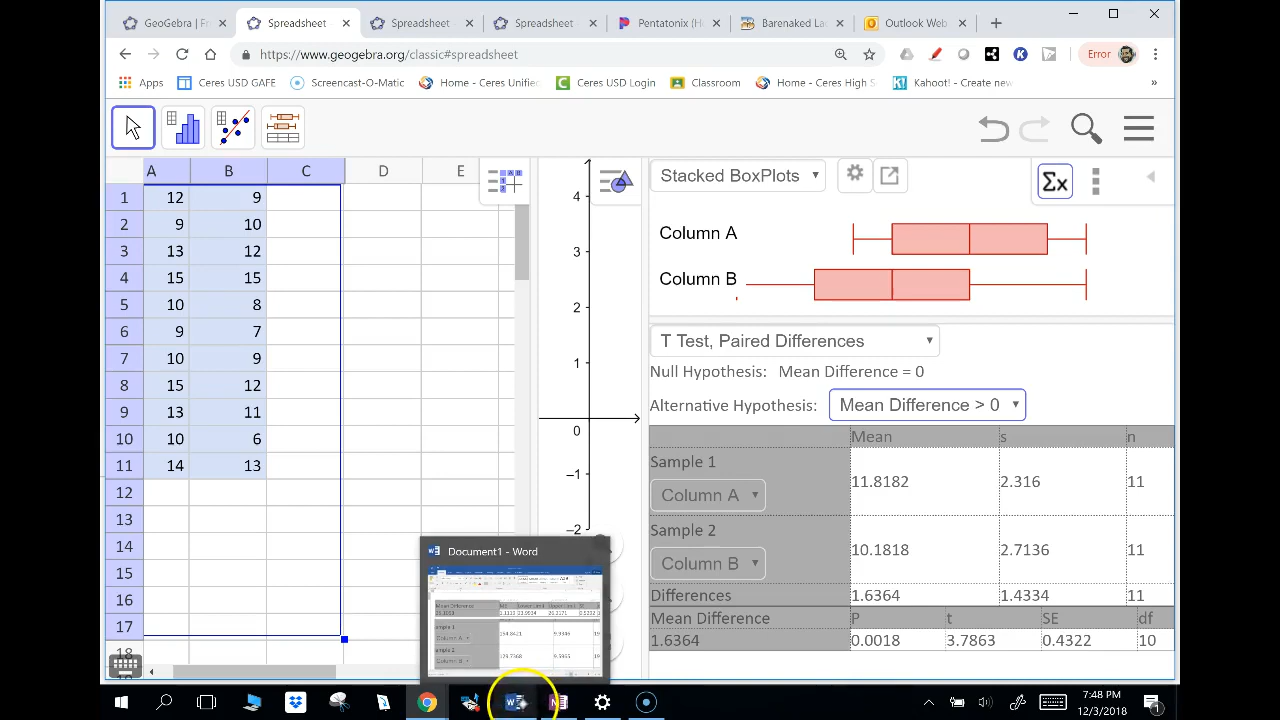 GeoGebra | Fr
Spreadsheet -
Spreadsheet
Spreadsheet
Pentatonix (H
Barenaked La
Outlook Web
https://www.geogebra.org/classic#spreadsheet
Error
Apps
Ceres USD GAFE
Screencast-O-Matic
Home - Ceres Unifie
Ceres USD Login
Classroom
Home - Ceres High S
Kahoot! - Create new
»
A B C D E
1 12 9
2 9 10
3 13 12
4 15 15
5 10 8
6 9 7
7 10 9
8 15 12
9 13 11
10 10 6
11 14 13
12
13
14
15
16
17
18
4
3
2
1
0
–1
–2
Stacked BoxPlots
Σx
Column A
Column B
T Test, Paired Differences
Null Hypothesis: Mean Difference = 0
Alternative Hypothesis: Mean Difference > 0
Mean s n
Sample 1
Column A
11.8182 2.316 11
Sample 2
Column B
10.1818 2.7136 11
Differences 1.6364 1.4334 11
Mean Difference P t SE df
1.6364 0.0018 3.7863 0.4322 10
Document1 - Word
7:48 PM
12/3/2018
1